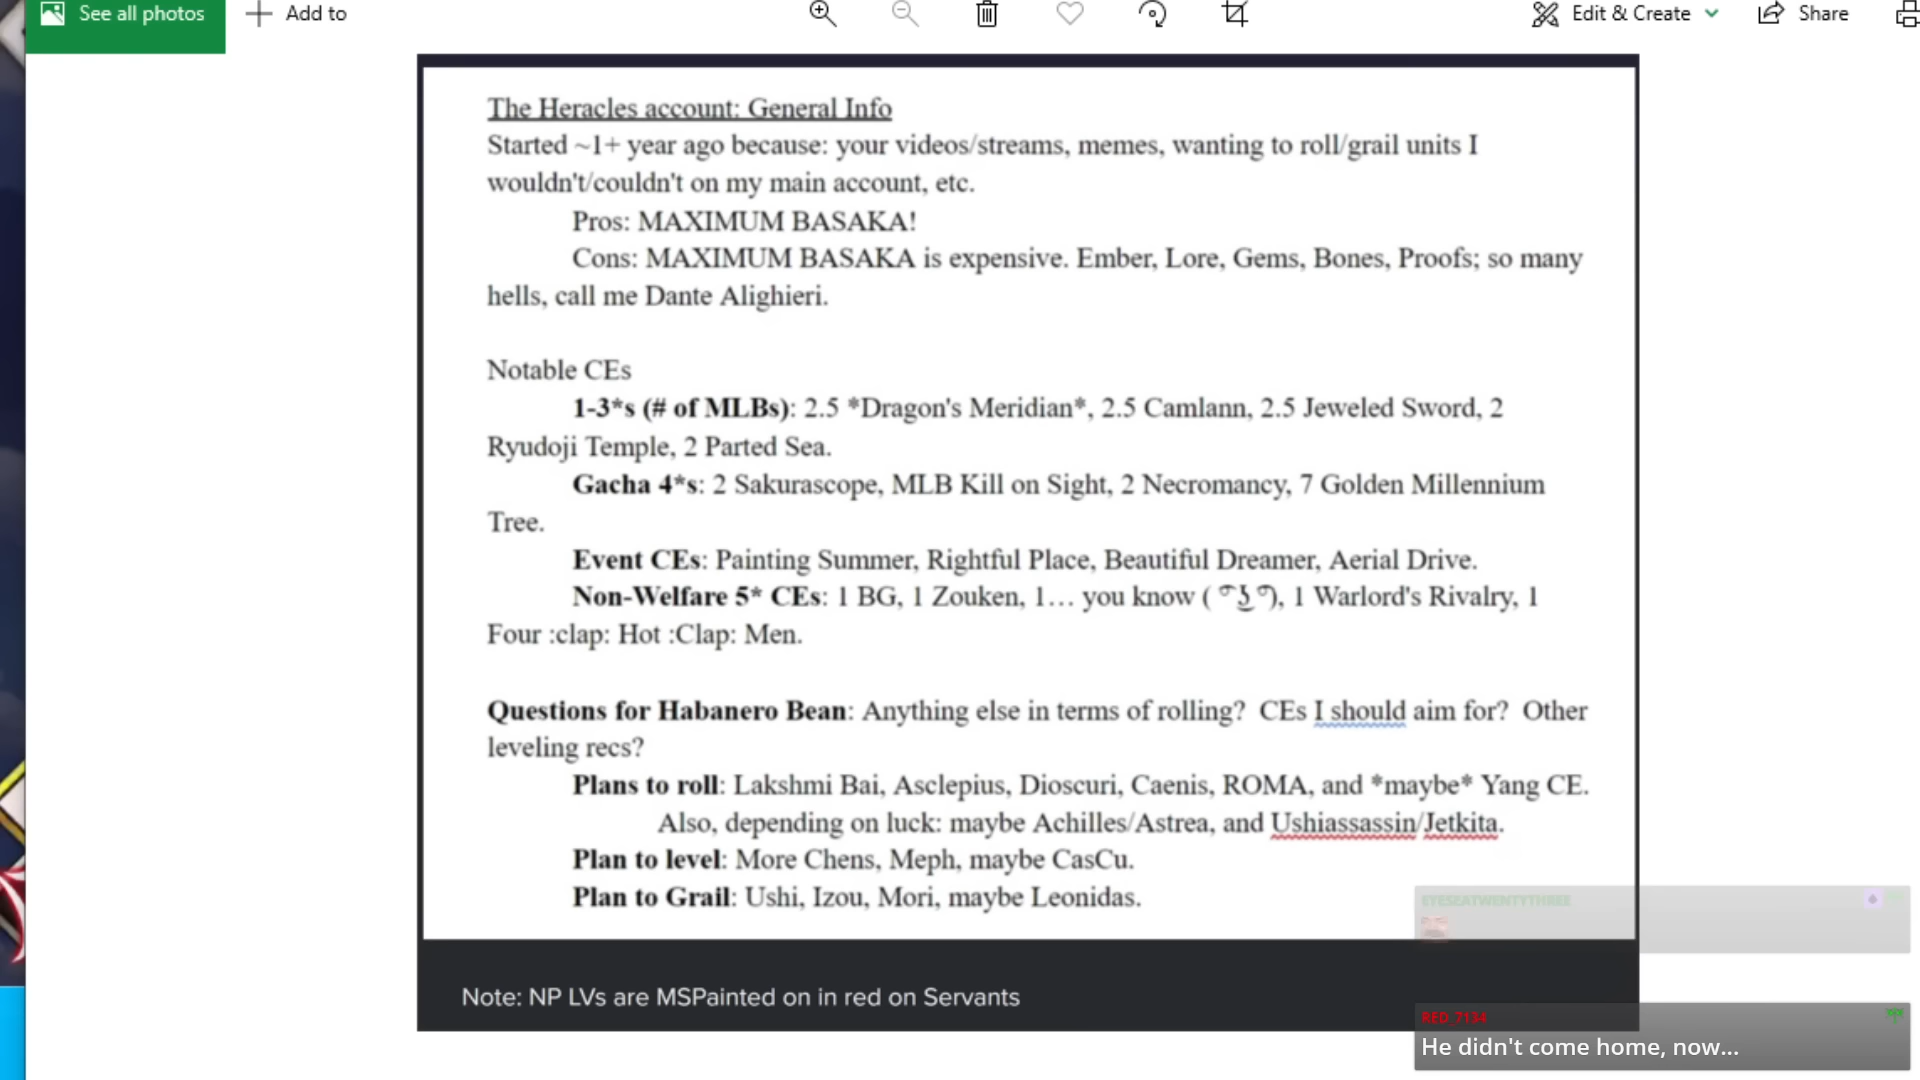 See all photos
Add to
Edit & Create
Share
The Heracles account: General Info
Started ~1+ year ago because: your videos/streams, memes, wanting to roll/grail units I
wouldn't/couldn't on my main account, etc.
Pros: MAXIMUM BASAKA!
Cons: MAXIMUM BASAKA is expensive. Ember, Lore, Gems, Bones, Proofs; so many
hells, call me Dante Alighieri.
Notable CEs
1-3*s (# of MLBs): 2.5 *Dragon's Meridian*, 2.5 Camlann, 2.5 Jeweled Sword, 2
Ryudoji Temple, 2 Parted Sea.
Gacha 4*s: 2 Sakurascope, MLB Kill on Sight, 2 Necromancy, 7 Golden Millennium
Tree.
Event CEs: Painting Summer, Rightful Place, Beautiful Dreamer, Aerial Drive.
Non-Welfare 5* CEs: 1 BG, 1 Zouken, 1… you know ( ͡° ͜ʖ ͡°), 1 Warlord's Rivalry, 1
Four :clap: Hot :Clap: Men.
Questions for Habanero Bean: Anything else in terms of rolling? CEs I should aim for? Other
leveling recs?
Plans to roll: Lakshmi Bai, Asclepius, Dioscuri, Caenis, ROMA, and *maybe* Yang CE.
Also, depending on luck: maybe Achilles/Astrea, and Ushiassassin/Jetkita.
Plan to level: More Chens, Meph, maybe CasCu.
Plan to Grail: Ushi, Izou, Mori, maybe Leonidas.
EYESEATWENTYTHREE
Note: NP LVs are MSPainted on in red on Servants
RED_7134
He didn't come home, now...